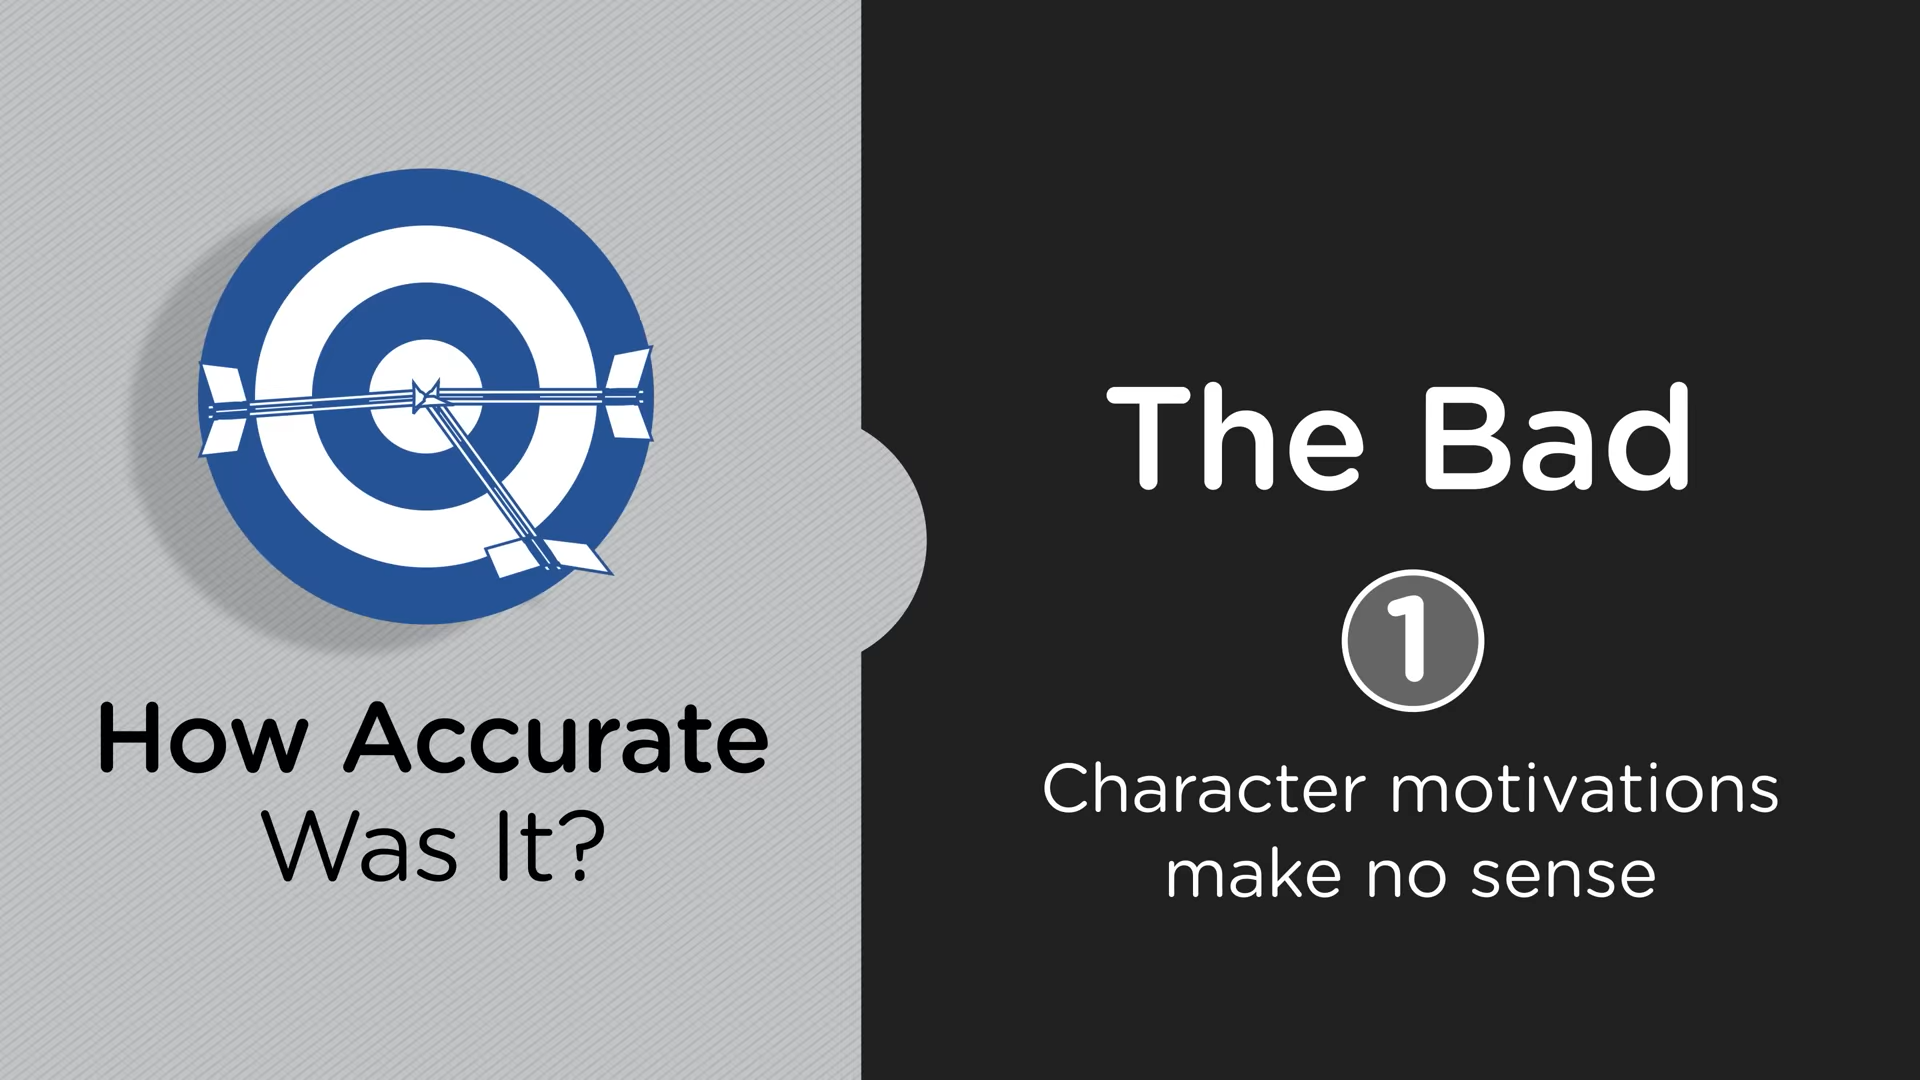 How Accurate
Was It?
The Bad
1
Character motivations
make no sense